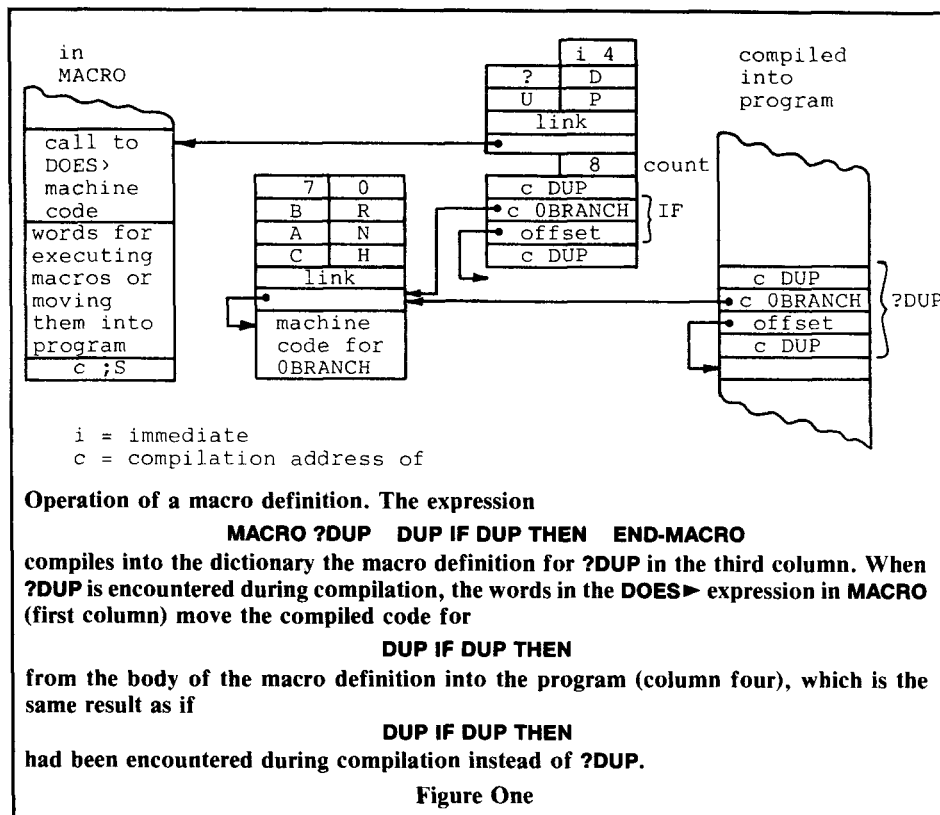 in
MACRO
call to
DOES>
machine
code
words for
executing
macros or
moving
them into
program
c ;S
7 0
B R
A N
C H
link
machine
code for
0BRANCH
i 4
? D
U P
link
8 count
c DUP
c 0BRANCH
offset
c DUP
IF
compiled
into
program
c DUP
c 0BRANCH
offset
c DUP
?DUP
i = immediate
c = compilation address of
Operation of a macro definition. The expression
MACRO ?DUP DUP IF DUP THEN END-MACRO
compiles into the dictionary the macro definition for ?DUP in the third column. When
?DUP is encountered during compilation, the words in the DOES► expression in MACRO
(first column) move the compiled code for
DUP IF DUP THEN
from the body of the macro definition into the program (column four), which is the
same result as if
DUP IF DUP THEN
had been encountered during compilation instead of ?DUP.
Figure One